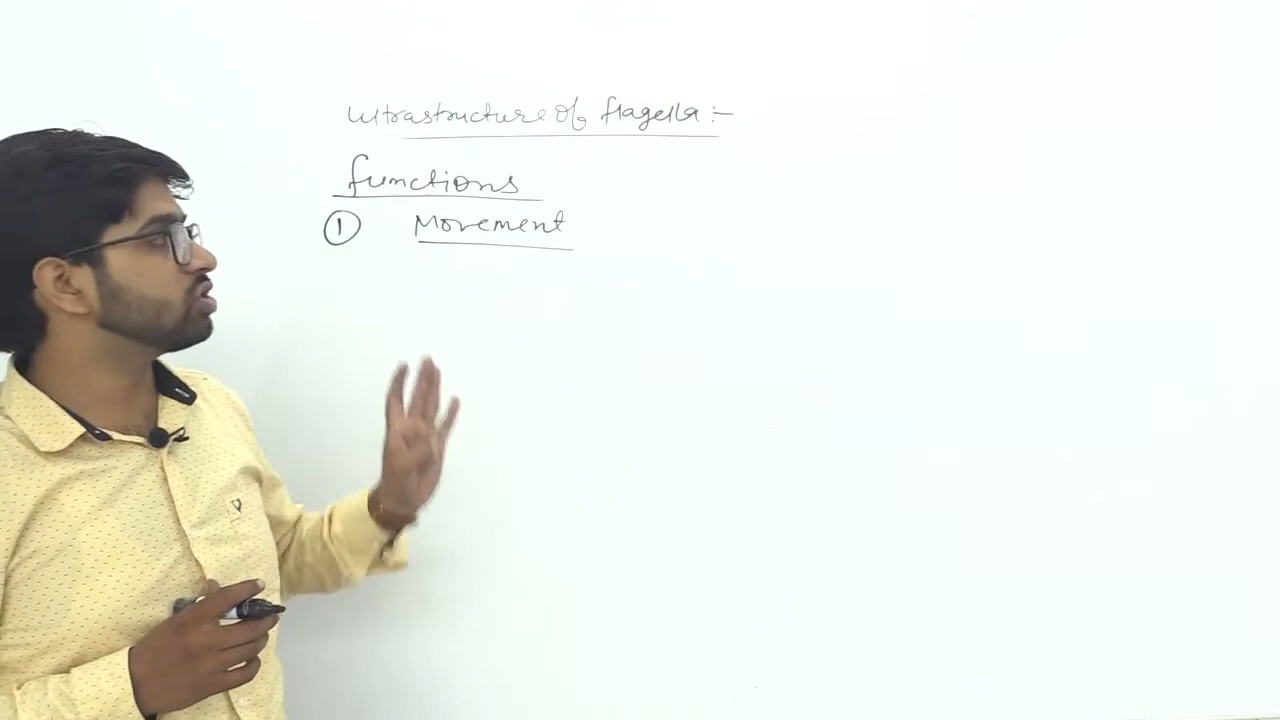 Ultrastructure of flagella :-
functions
① Movement